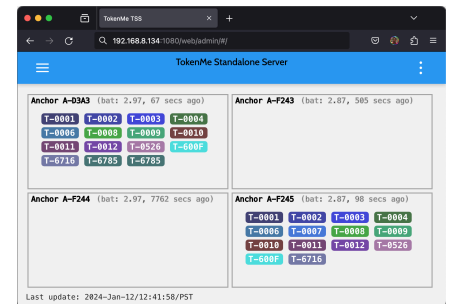 TokenMe TSS
192.168.8.134:1080/web/admin/#/
TokenMe Standalone Server
Anchor A-D3A3 (bat: 2.97, 67 secs ago)
T-0001 T-0002 T-0003 T-0004
T-0006 T-0008 T-0009 T-0010
T-0011 T-0012 T-0526 T-600F
T-6716 T-6785 T-6785
Anchor A-F243 (bat: 2.87, 505 secs ago)
Anchor A-F244 (bat: 2.97, 7762 secs ago)
Anchor A-F245 (bat: 2.87, 98 secs ago)
T-0001 T-0002 T-0003 T-0004
T-0006 T-0007 T-0008 T-0009
T-0010 T-0011 T-0012 T-0526
T-600F T-6716
Last update: 2024-Jan-12/12:41:58/PST